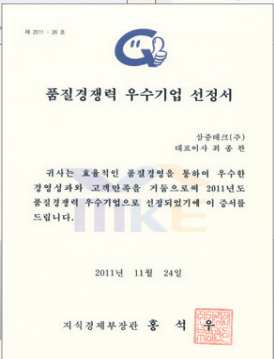 제 2011 - 26 호
품질경쟁력 우수기업 선정서
삼중테크(주)
대표이사 최 종 완
귀사는 효율적인 품질경영을 통하여 우수한
경영성과와 고객만족을 거둠으로써 2011년도
품질경쟁력 우수기업으로 선정되었기에 이 증서를
드립니다.
MKE
2011년 11월 24일
지식경제부장관 홍 석 우